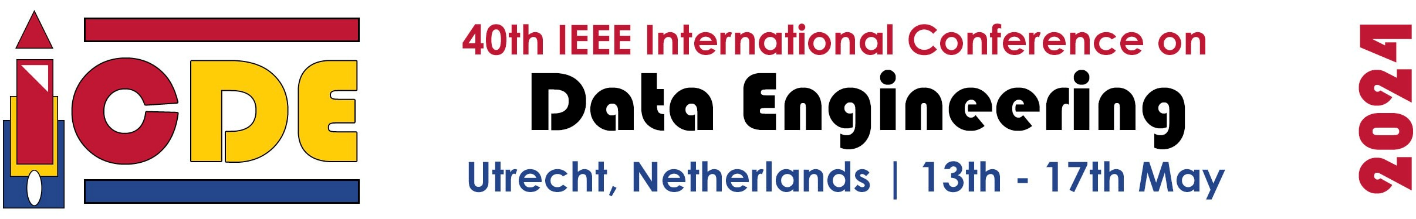 iCDE
40th IEEE International Conference on
Data Engineering
Utrecht, Netherlands | 13th - 17th May
2024